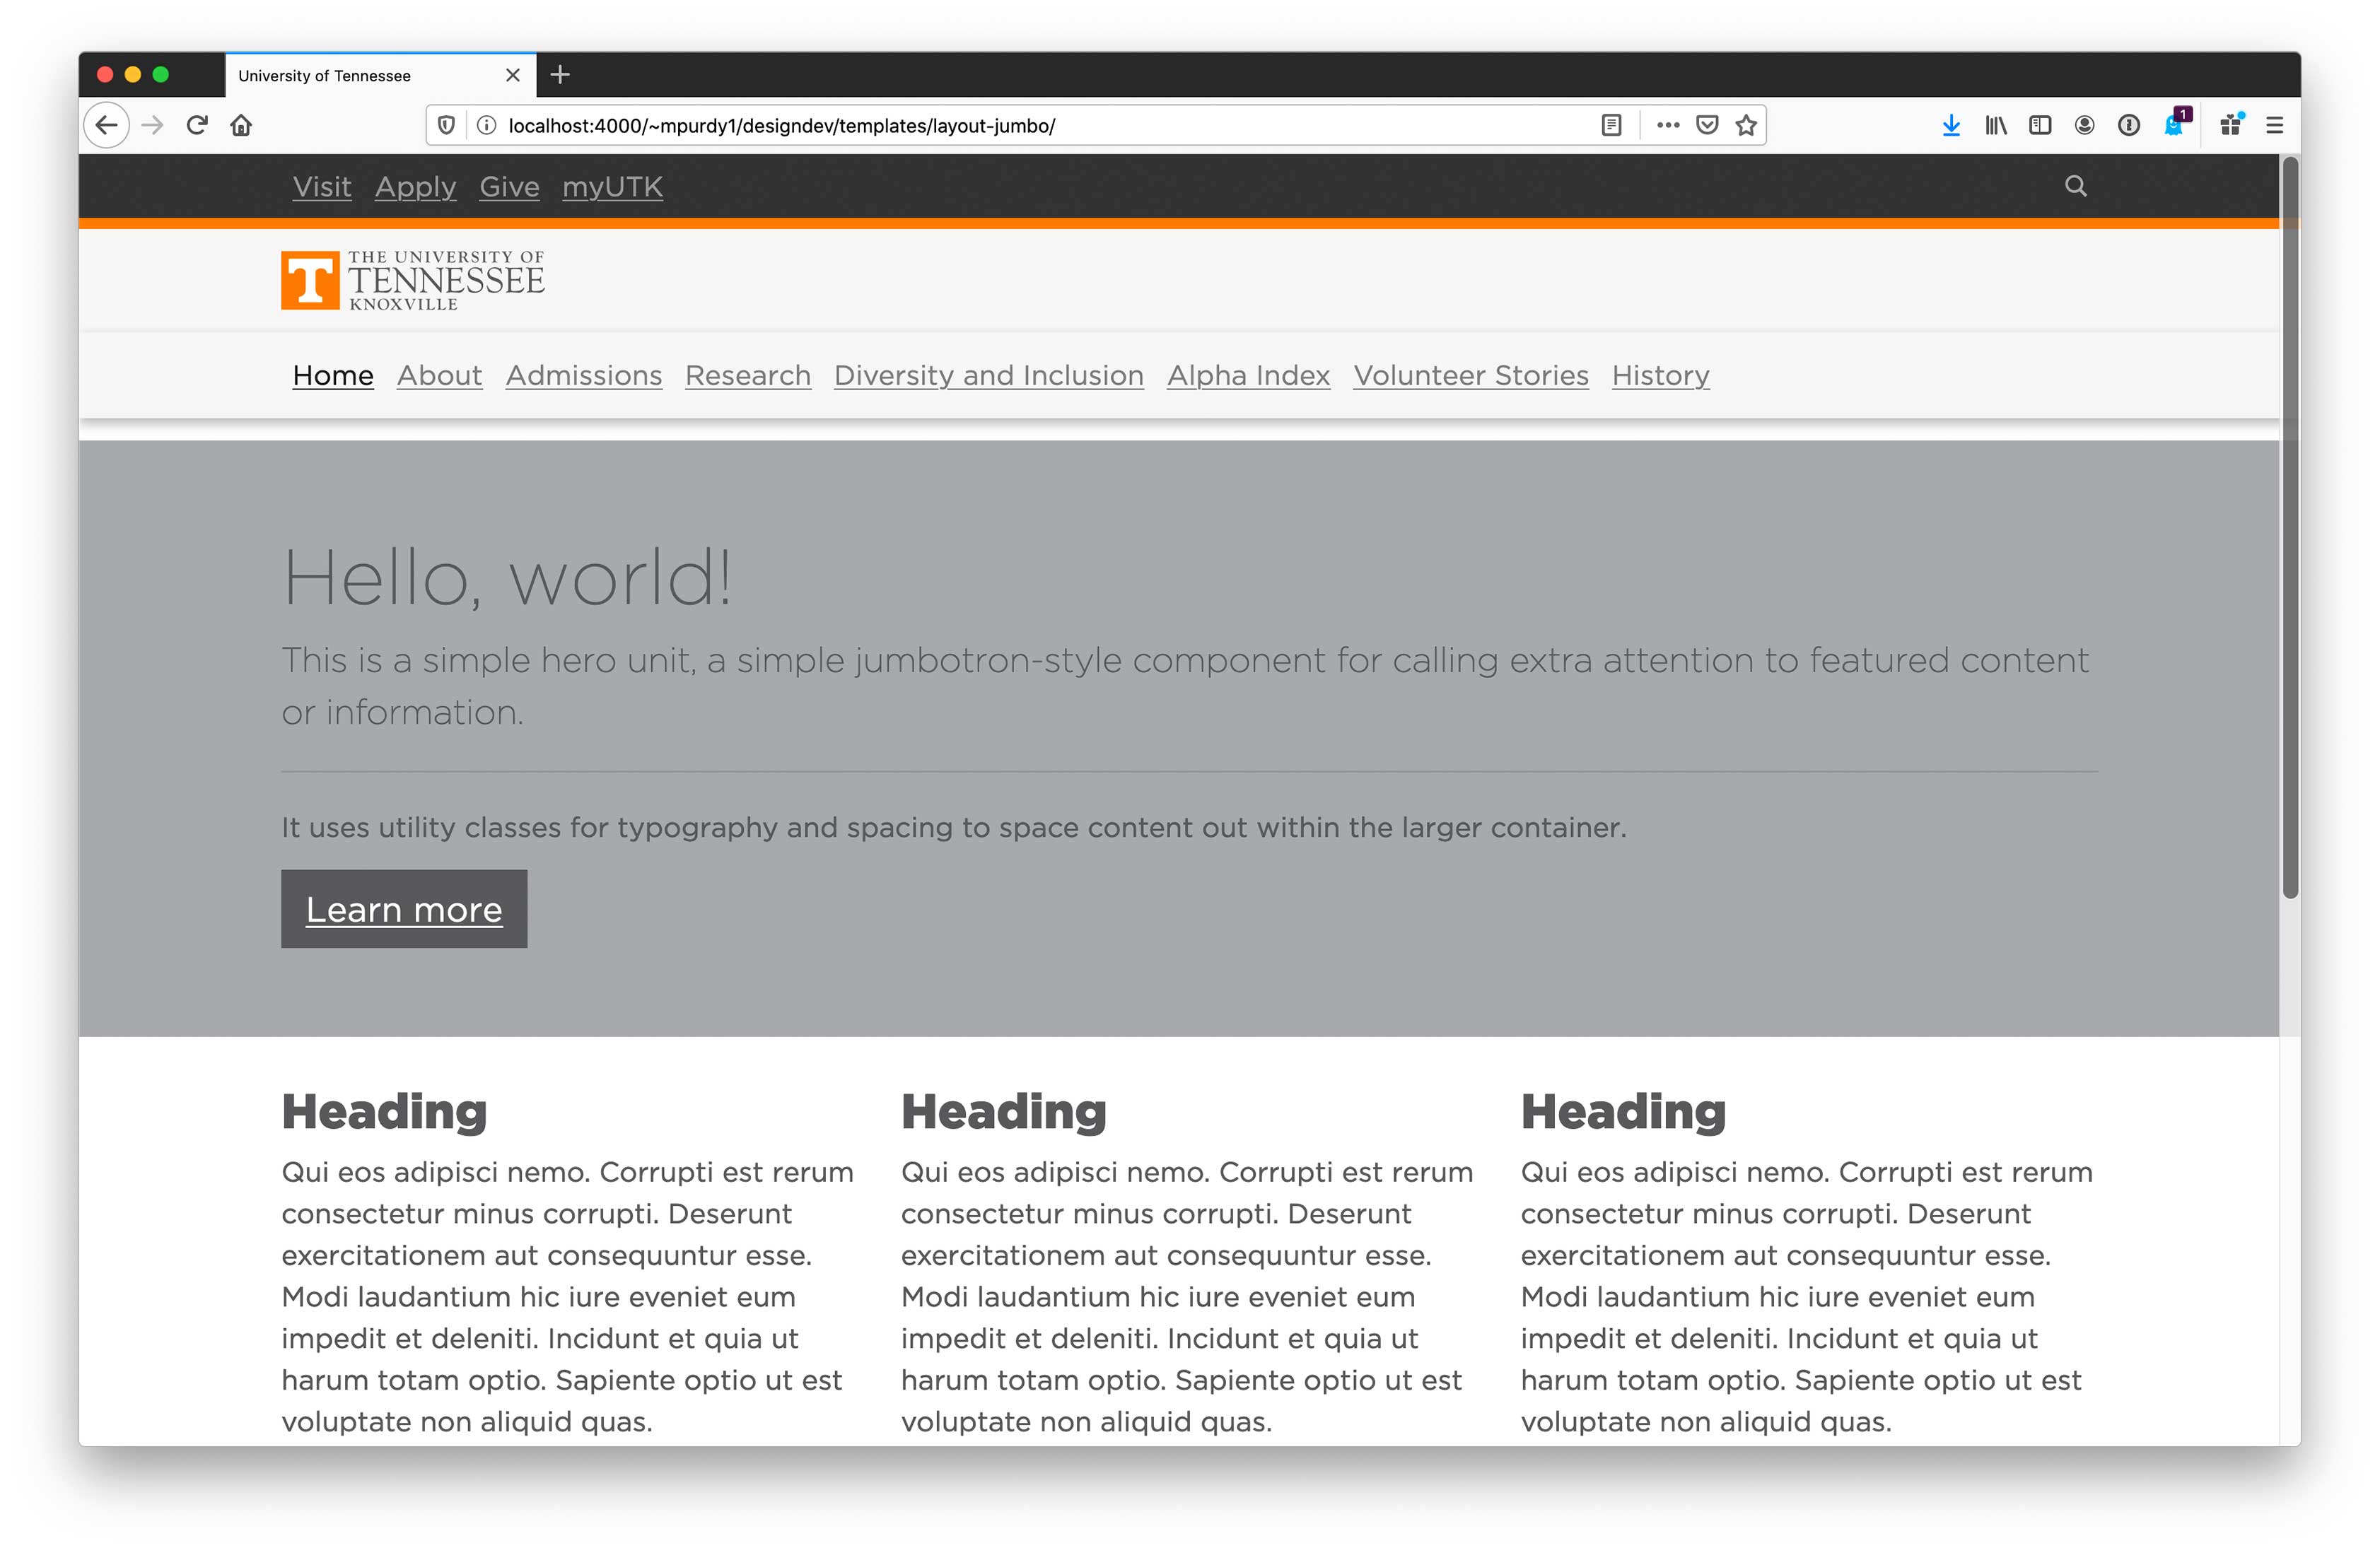 University of Tennessee
localhost:4000/~mpurdy1/designdev/templates/layout-jumbo/
1
Visit Apply Give myUTK
T THE UNIVERSITY OF
TENNESSEE
KNOXVILLE
Home About Admissions Research Diversity and Inclusion Alpha Index Volunteer Stories History
Hello, world!
This is a simple hero unit, a simple jumbotron-style component for calling extra attention to featured content
or information.
It uses utility classes for typography and spacing to space content out within the larger container.
Learn more
Heading
Qui eos adipisci nemo. Corrupti est rerum
consectetur minus corrupti. Deserunt
exercitationem aut consequuntur esse.
Modi laudantium hic iure eveniet eum
impedit et deleniti. Incidunt et quia ut
harum totam optio. Sapiente optio ut est
voluptate non aliquid quas.
Heading
Qui eos adipisci nemo. Corrupti est rerum
consectetur minus corrupti. Deserunt
exercitationem aut consequuntur esse.
Modi laudantium hic iure eveniet eum
impedit et deleniti. Incidunt et quia ut
harum totam optio. Sapiente optio ut est
voluptate non aliquid quas.
Heading
Qui eos adipisci nemo. Corrupti est rerum
consectetur minus corrupti. Deserunt
exercitationem aut consequuntur esse.
Modi laudantium hic iure eveniet eum
impedit et deleniti. Incidunt et quia ut
harum totam optio. Sapiente optio ut est
voluptate non aliquid quas.